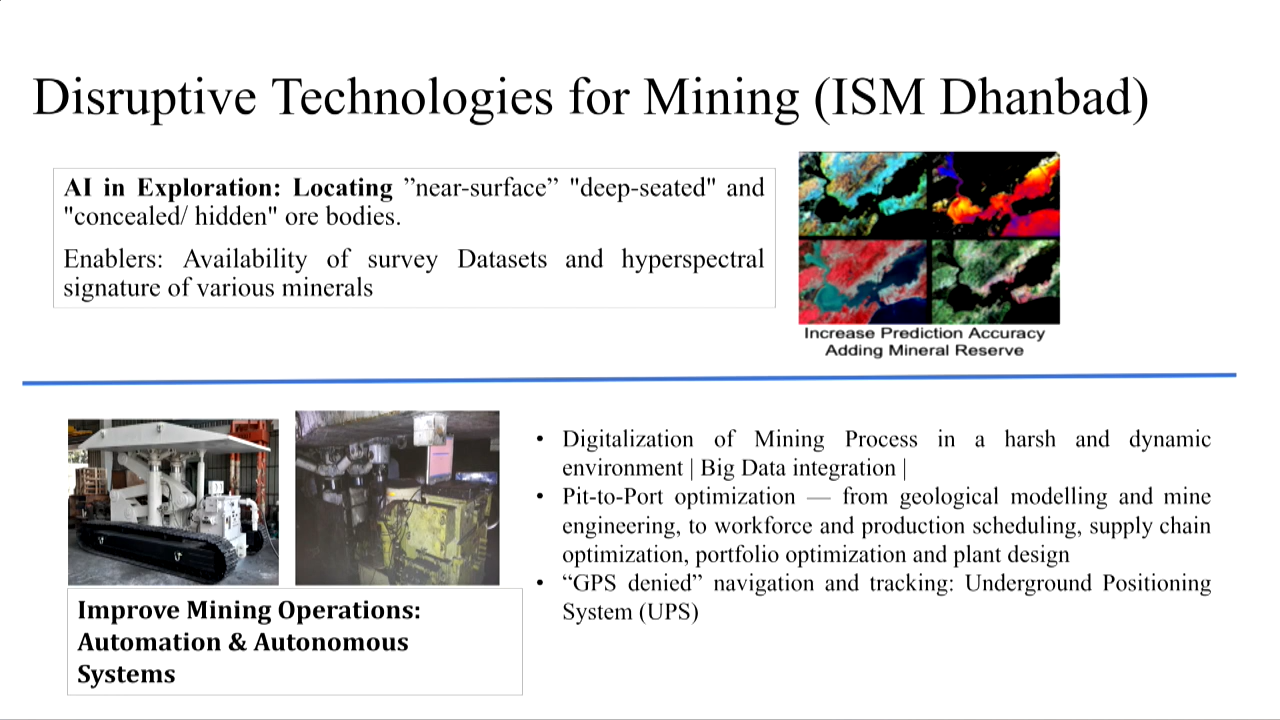 Disruptive Technologies for Mining (ISM Dhanbad)
AI in Exploration: Locating ”near-surface” "deep-seated" and
"concealed/ hidden" ore bodies.
Enablers: Availability of survey Datasets and hyperspectral
signature of various minerals
Increase Prediction Accuracy
Adding Mineral Reserve
Improve Mining Operations:
Automation & Autonomous
Systems
• Digitalization of Mining Process in a harsh and dynamic
environment | Big Data integration |
• Pit-to-Port optimization — from geological modelling and mine
engineering, to workforce and production scheduling, supply chain
optimization, portfolio optimization and plant design
• “GPS denied” navigation and tracking: Underground Positioning
System (UPS)